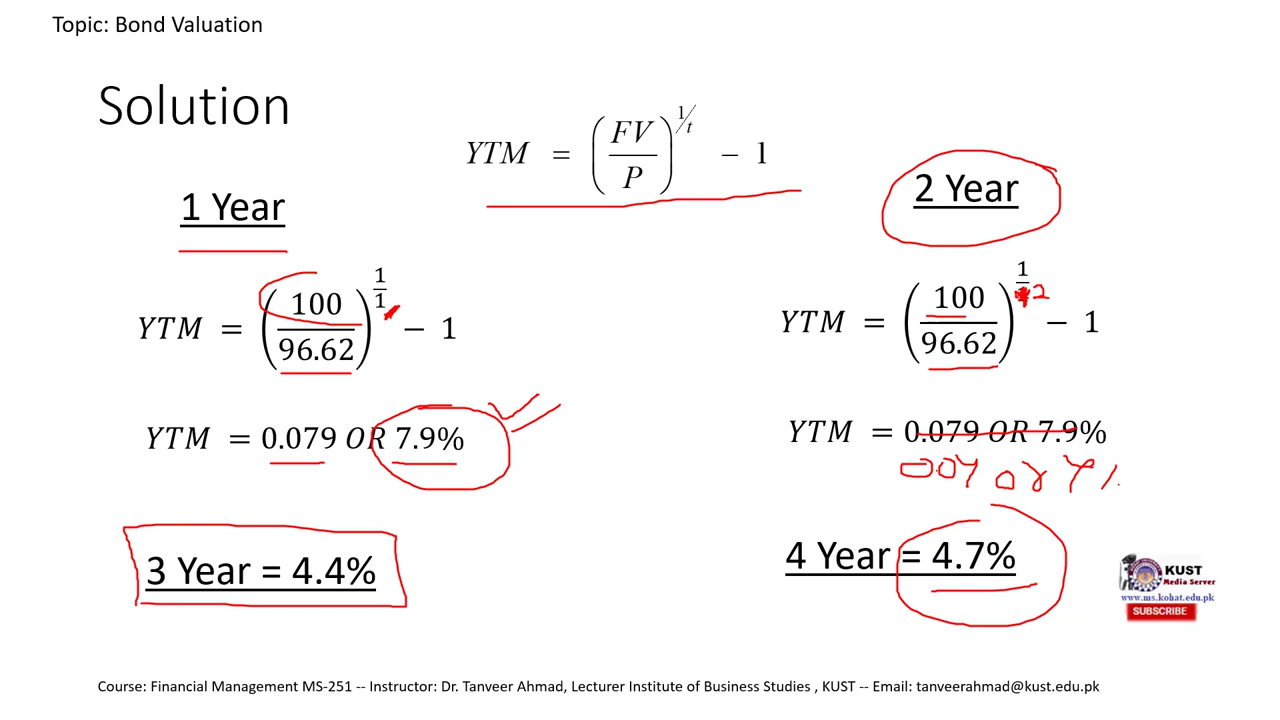 Topic: Bond Valuation
Solution
YTM = (FV/P)^1/t − 1
1 Year
YTM = (100/96.62)^1/1 − 1
YTM = 0.079 OR 7.9%
3 Year = 4.4%
2 Year
YTM = (100/96.62)^1/2 − 1
YTM = 0.079 OR 7.9%
0.04 or 4%
4 Year = 4.7%
KUST
Media Server
www.ms.kohat.edu.pk
SUBSCRIBE
Course: Financial Management MS-251 -- Instructor: Dr. Tanveer Ahmad, Lecturer Institute of Business Studies , KUST -- Email: tanveerahmad@kust.edu.pk